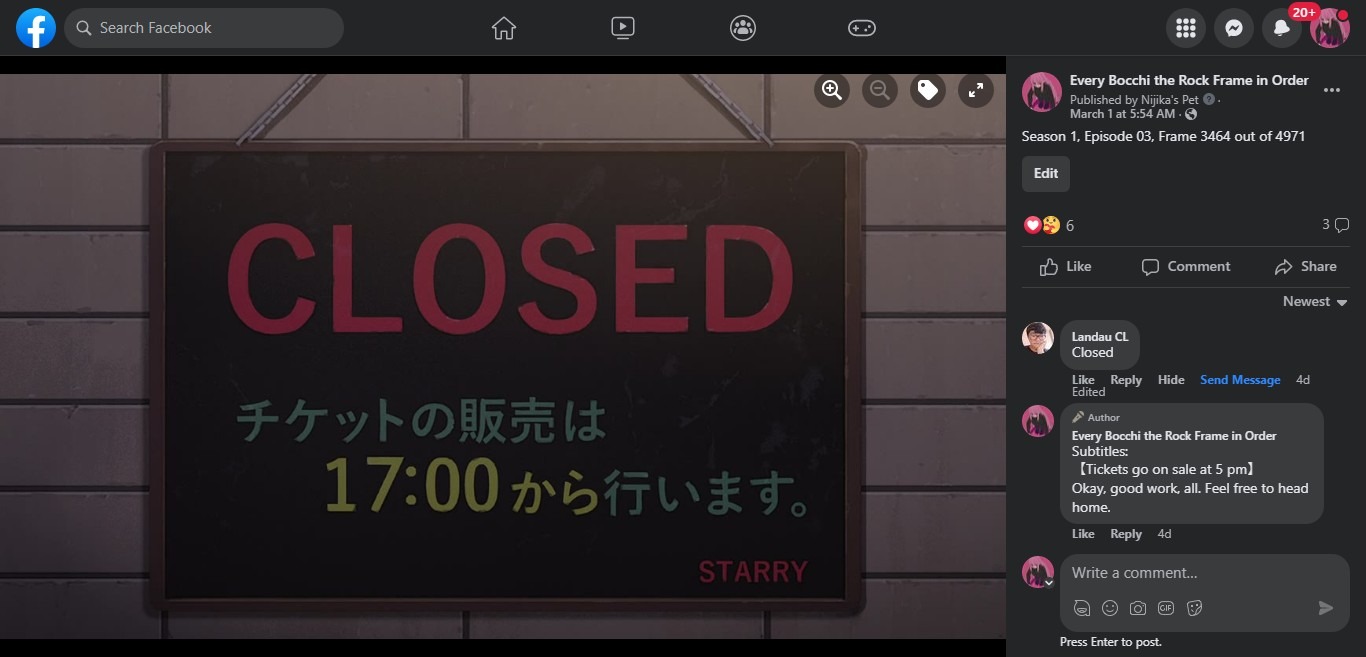 Search Facebook
20+
CLOSED
チケットの販売は
17:00から行います。
STARRY
Every Bocchi the Rock Frame in Order
Published by Nijika's Pet
March 1 at 5:54 AM ·
Season 1, Episode 03, Frame 3464 out of 4971
Edit
6
3
Like
Comment
Share
Newest
Landau CL
Closed
Like Reply Hide Send Message 4d
Edited
Author
Every Bocchi the Rock Frame in Order
Subtitles:
【Tickets go on sale at 5 pm】
Okay, good work, all. Feel free to head
home.
Like Reply 4d
Write a comment...
GIF
Press Enter to post.